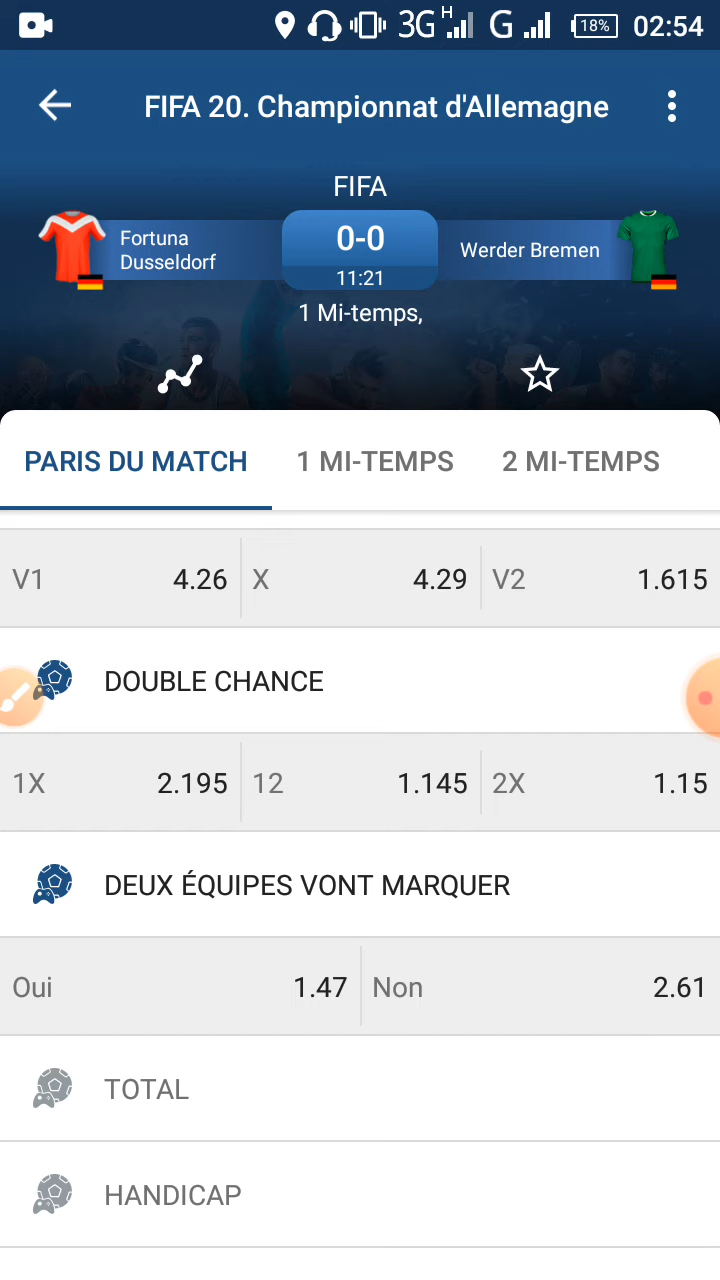 3G H G 18% 02:54
FIFA 20. Championnat d'Allemagne
FIFA
Fortuna
Dusseldorf
0-0
Werder Bremen
11:21
1 Mi-temps,
PARIS DU MATCH 1 MI-TEMPS 2 MI-TEMPS
V1 4.26 X 4.29 V2 1.615
DOUBLE CHANCE
1X 2.195 12 1.145 2X 1.15
DEUX ÉQUIPES VONT MARQUER
Oui 1.47 Non 2.61
TOTAL
HANDICAP